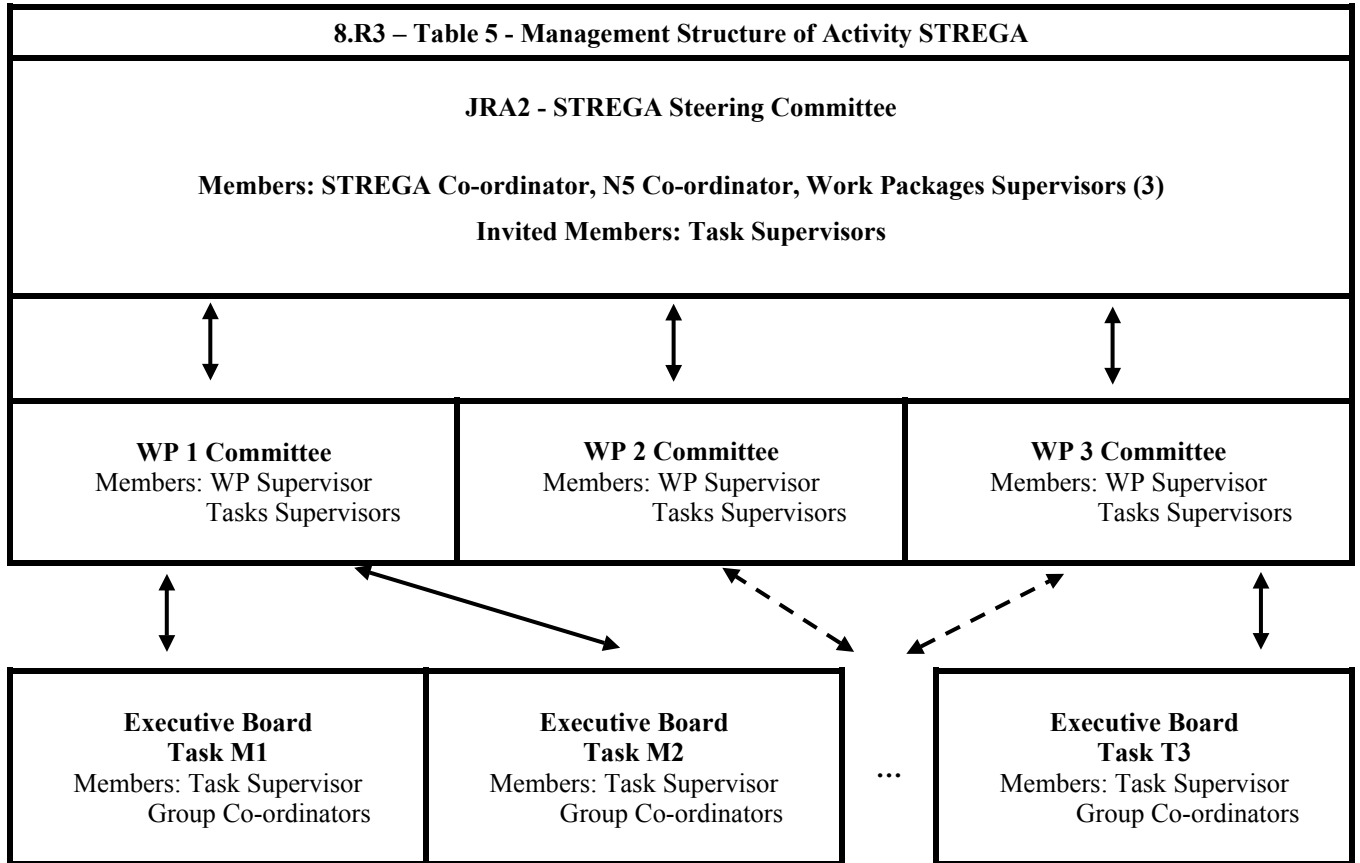 8.R3 – Table 5 - Management Structure of Activity STREGA
JRA2 - STREGA Steering Committee
Members: STREGA Co-ordinator, N5 Co-ordinator, Work Packages Supervisors (3)
Invited Members: Task Supervisors
WP 1 Committee
Members: WP Supervisor
Tasks Supervisors
WP 2 Committee
Members: WP Supervisor
Tasks Supervisors
WP 3 Committee
Members: WP Supervisor
Tasks Supervisors
Executive Board
Task M1
Members: Task Supervisor
Group Co-ordinators
Executive Board
Task M2
Members: Task Supervisor
Group Co-ordinators
...
Executive Board
Task T3
Members: Task Supervisor
Group Co-ordinators